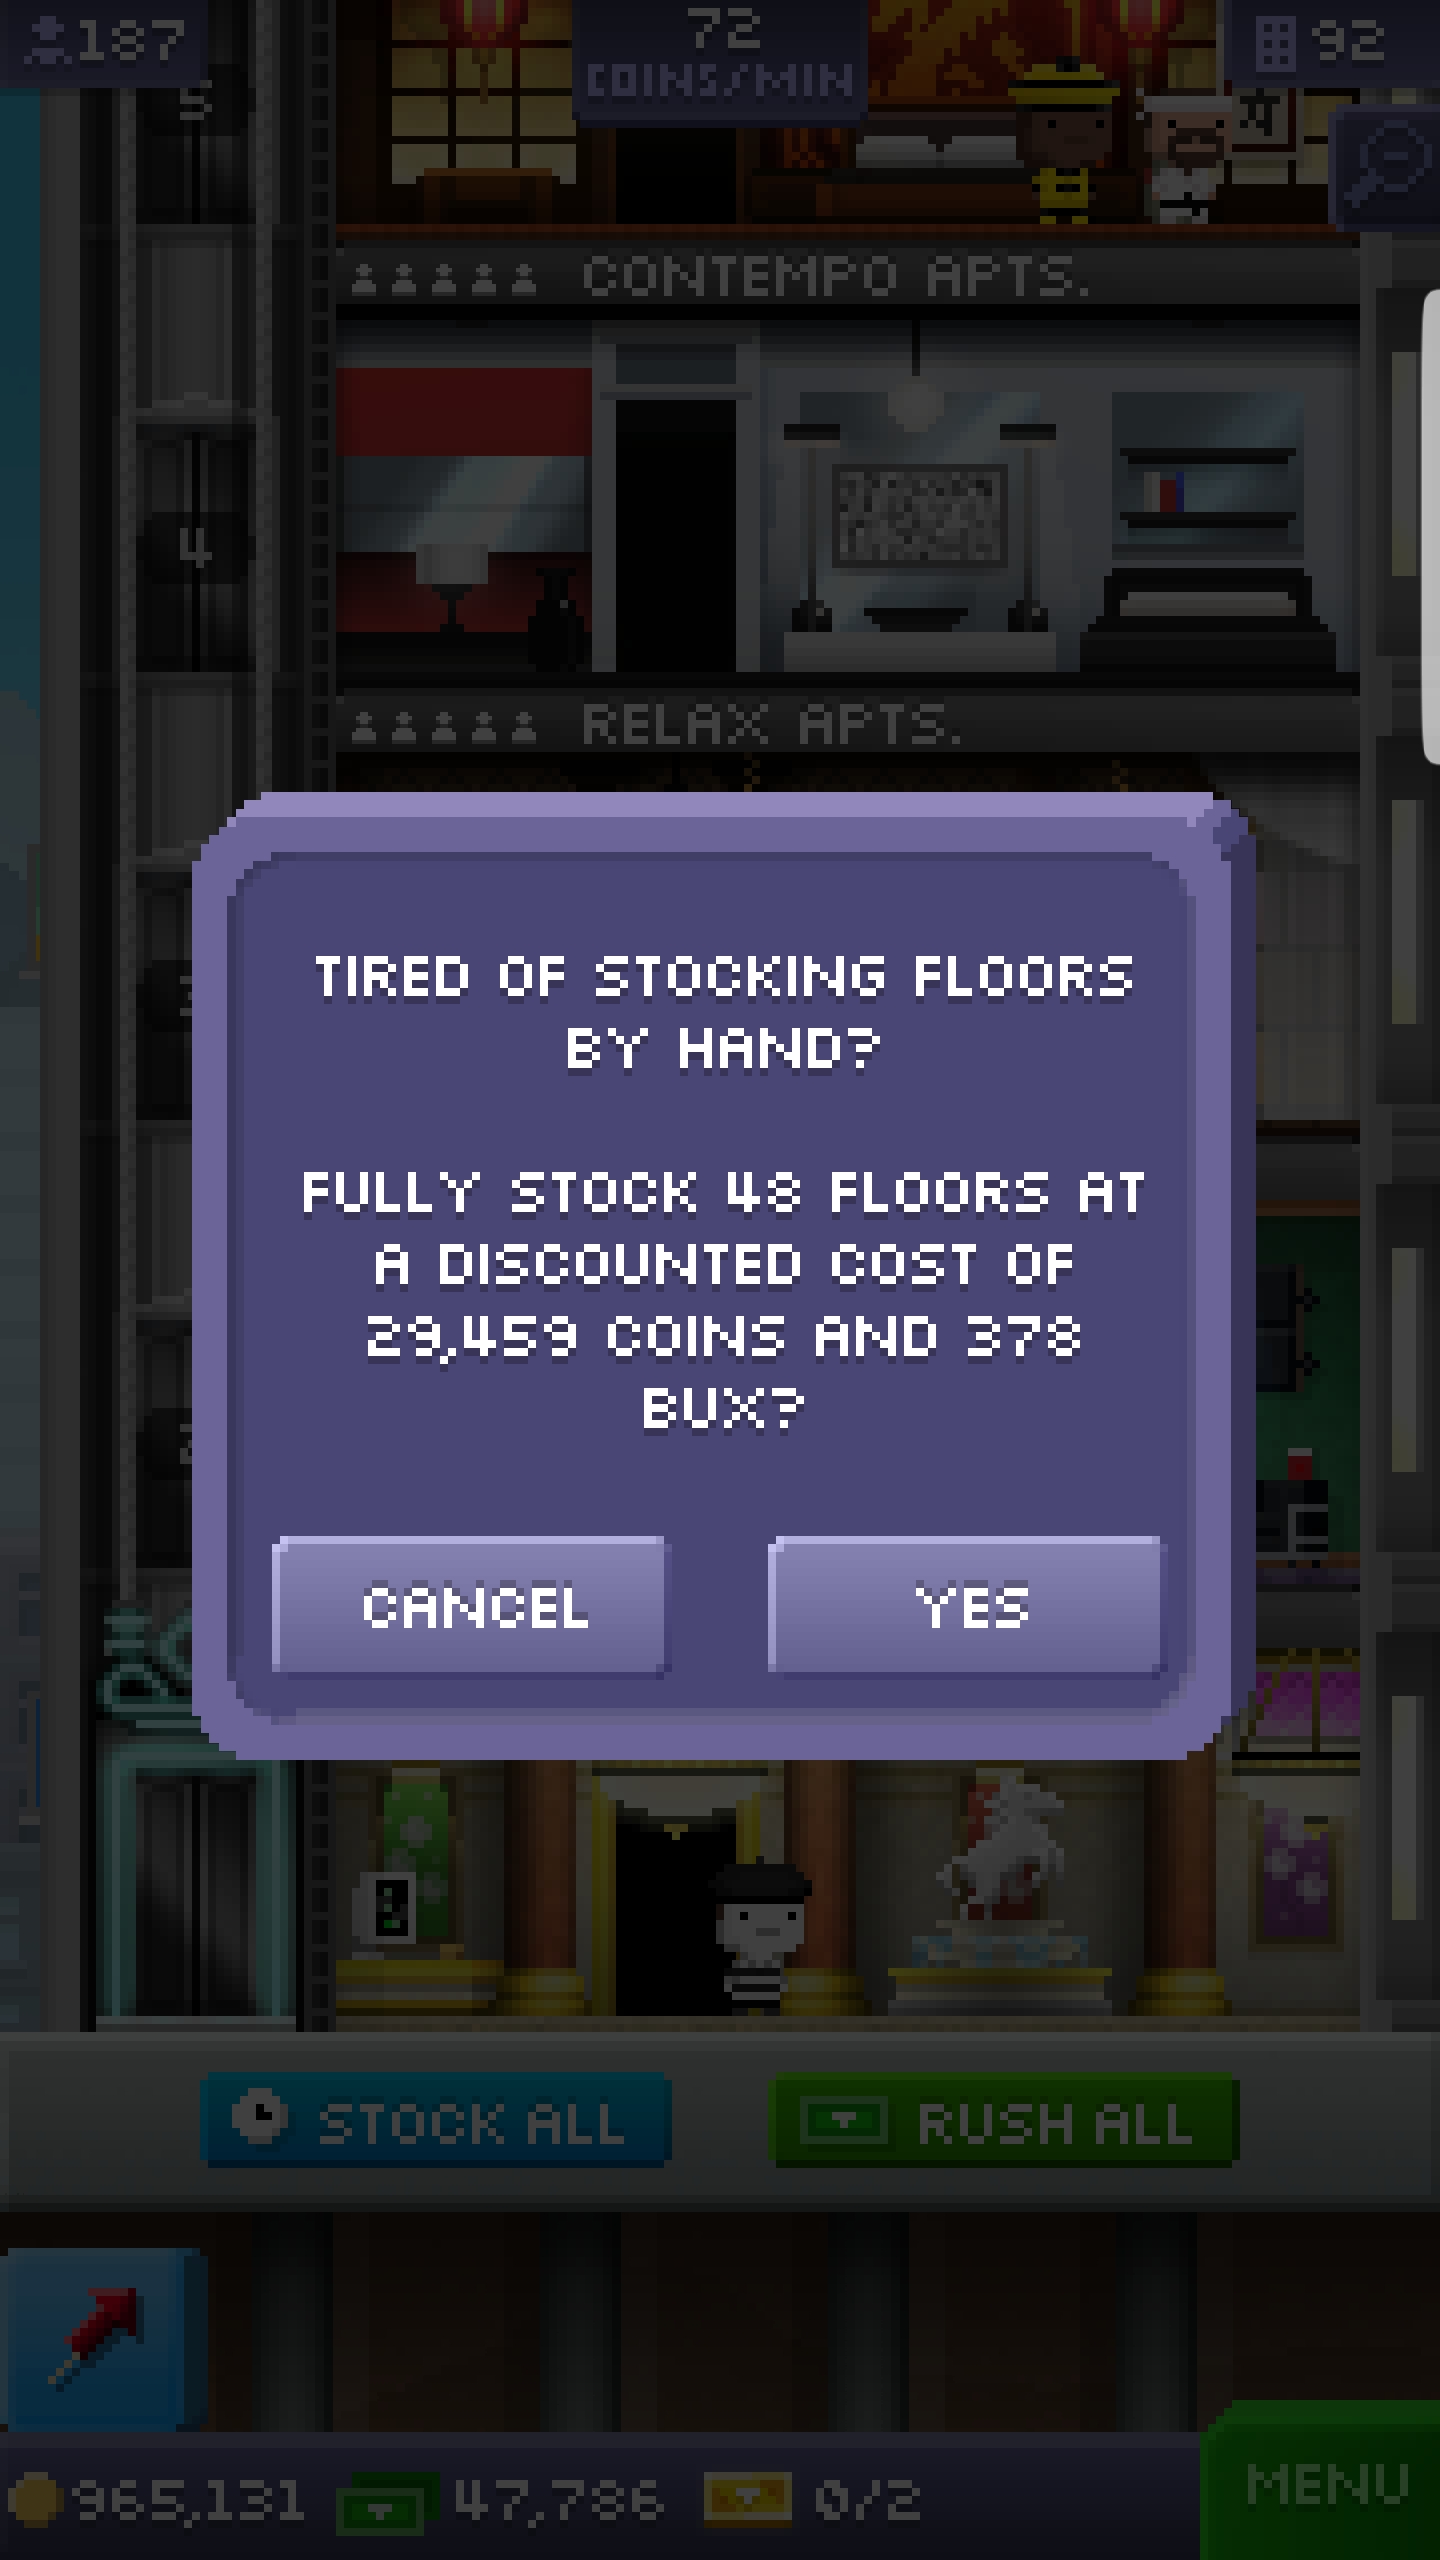 187
72
COINS/MIN
92
5
CONTEMPO APTS.
4
RELAX APTS.
TIRED OF STOCKING FLOORS
BY HAND?
FULLY STOCK 48 FLOORS AT
A DISCOUNTED COST OF
29,459 COINS AND 378
BUX?
CANCEL
YES
STOCK ALL
RUSH ALL
965,131
47,786
0/2
MENU